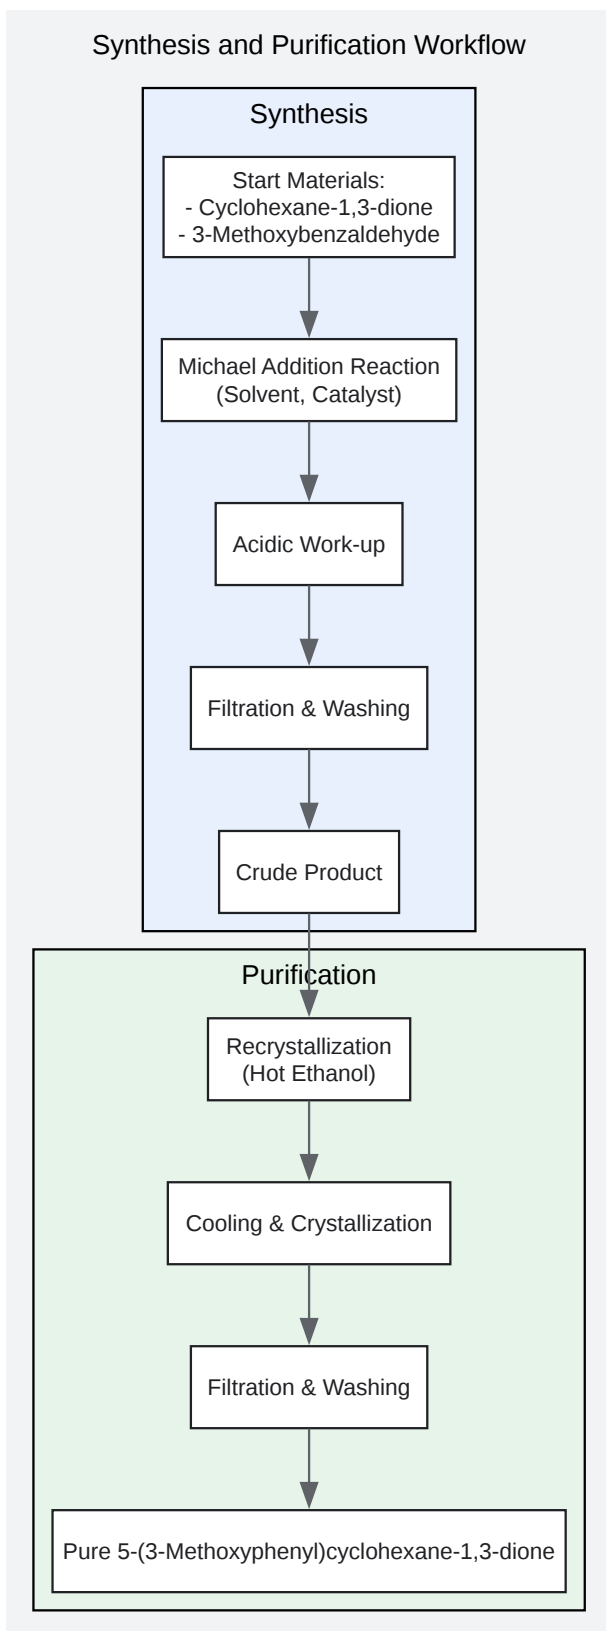 Synthesis and Purification Workflow
Synthesis
Start Materials:
- Cyclohexane-1,3-dione
- 3-Methoxybenzaldehyde
Michael Addition Reaction
(Solvent, Catalyst)
Acidic Work-up
Filtration & Washing
Crude Product
Purification
Recrystallization
(Hot Ethanol)
Cooling & Crystallization
Filtration & Washing
Pure 5-(3-Methoxyphenyl)cyclohexane-1,3-dione